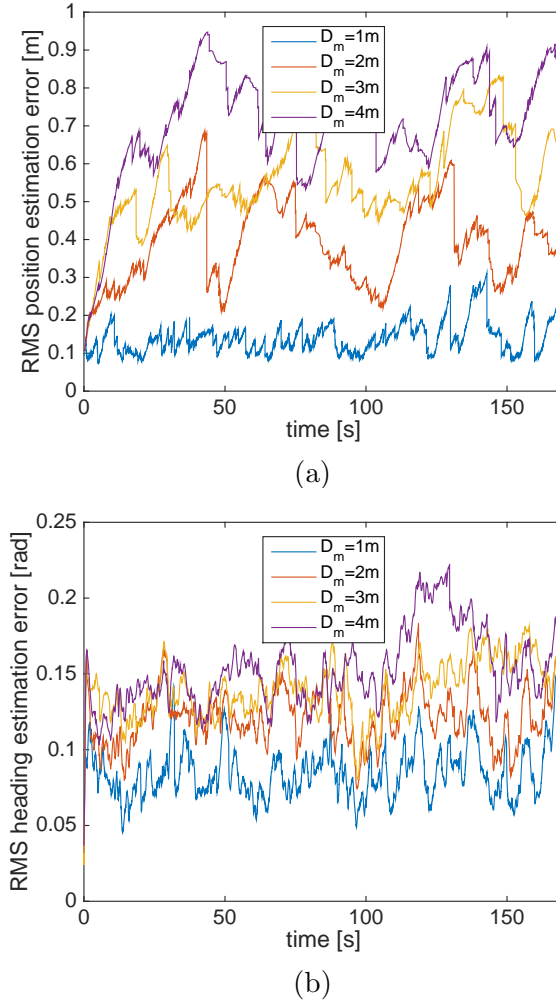 RMS position estimation error [m]
1
0.9
0.8
0.7
0.6
0.5
0.4
0.3
0.2
0.1
0
D_m=1m
D_m=2m
D_m=3m
D_m=4m
0 50 100 150
time [s]
(a)
RMS heading estimation error [rad]
0.25
0.2
0.15
0.1
0.05
0
D_m=1m
D_m=2m
D_m=3m
D_m=4m
0 50 100 150
time [s]
(b)